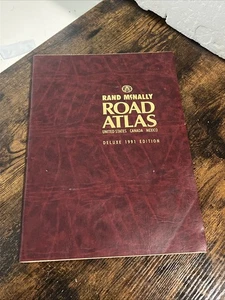 RAND McNALLY
ROAD
ATLAS
UNITED STATES CANADA MEXICO
DELUXE 1991 EDITION